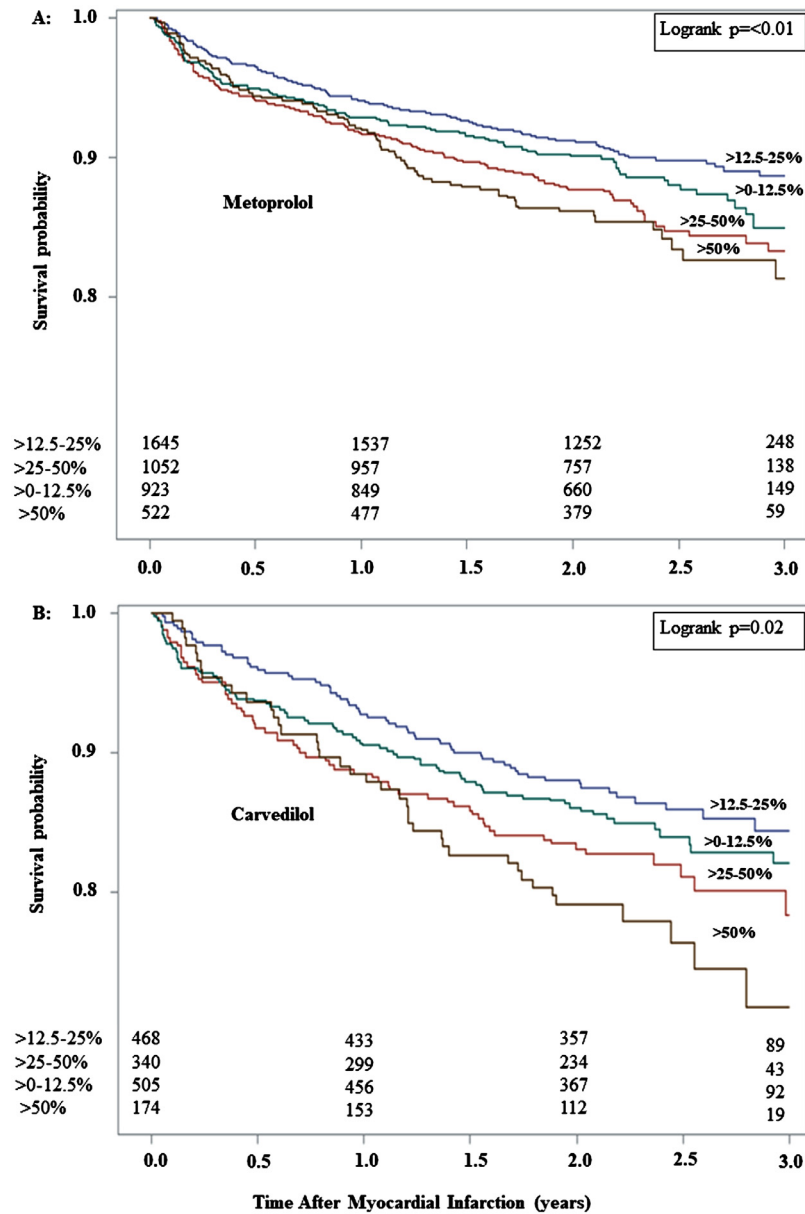 A:
Logrank p=<0.01
1.0
0.9
0.8
Survival probability
Metoprolol
>12.5-25%
>0-12.5%
>25-50%
>50%
>12.5-25% 1645 1537 1252 248
>25-50% 1052 957 757 138
>0-12.5% 923 849 660 149
>50% 522 477 379 59
0.0 0.5 1.0 1.5 2.0 2.5 3.0
B:
Logrank p=0.02
1.0
0.9
0.8
Survival probability
Carvedilol
>12.5-25%
>0-12.5%
>25-50%
>50%
>12.5-25% 468 433 357 89
>25-50% 340 299 234 43
>0-12.5% 505 456 367 92
>50% 174 153 112 19
0.0 0.5 1.0 1.5 2.0 2.5 3.0
Time After Myocardial Infarction (years)